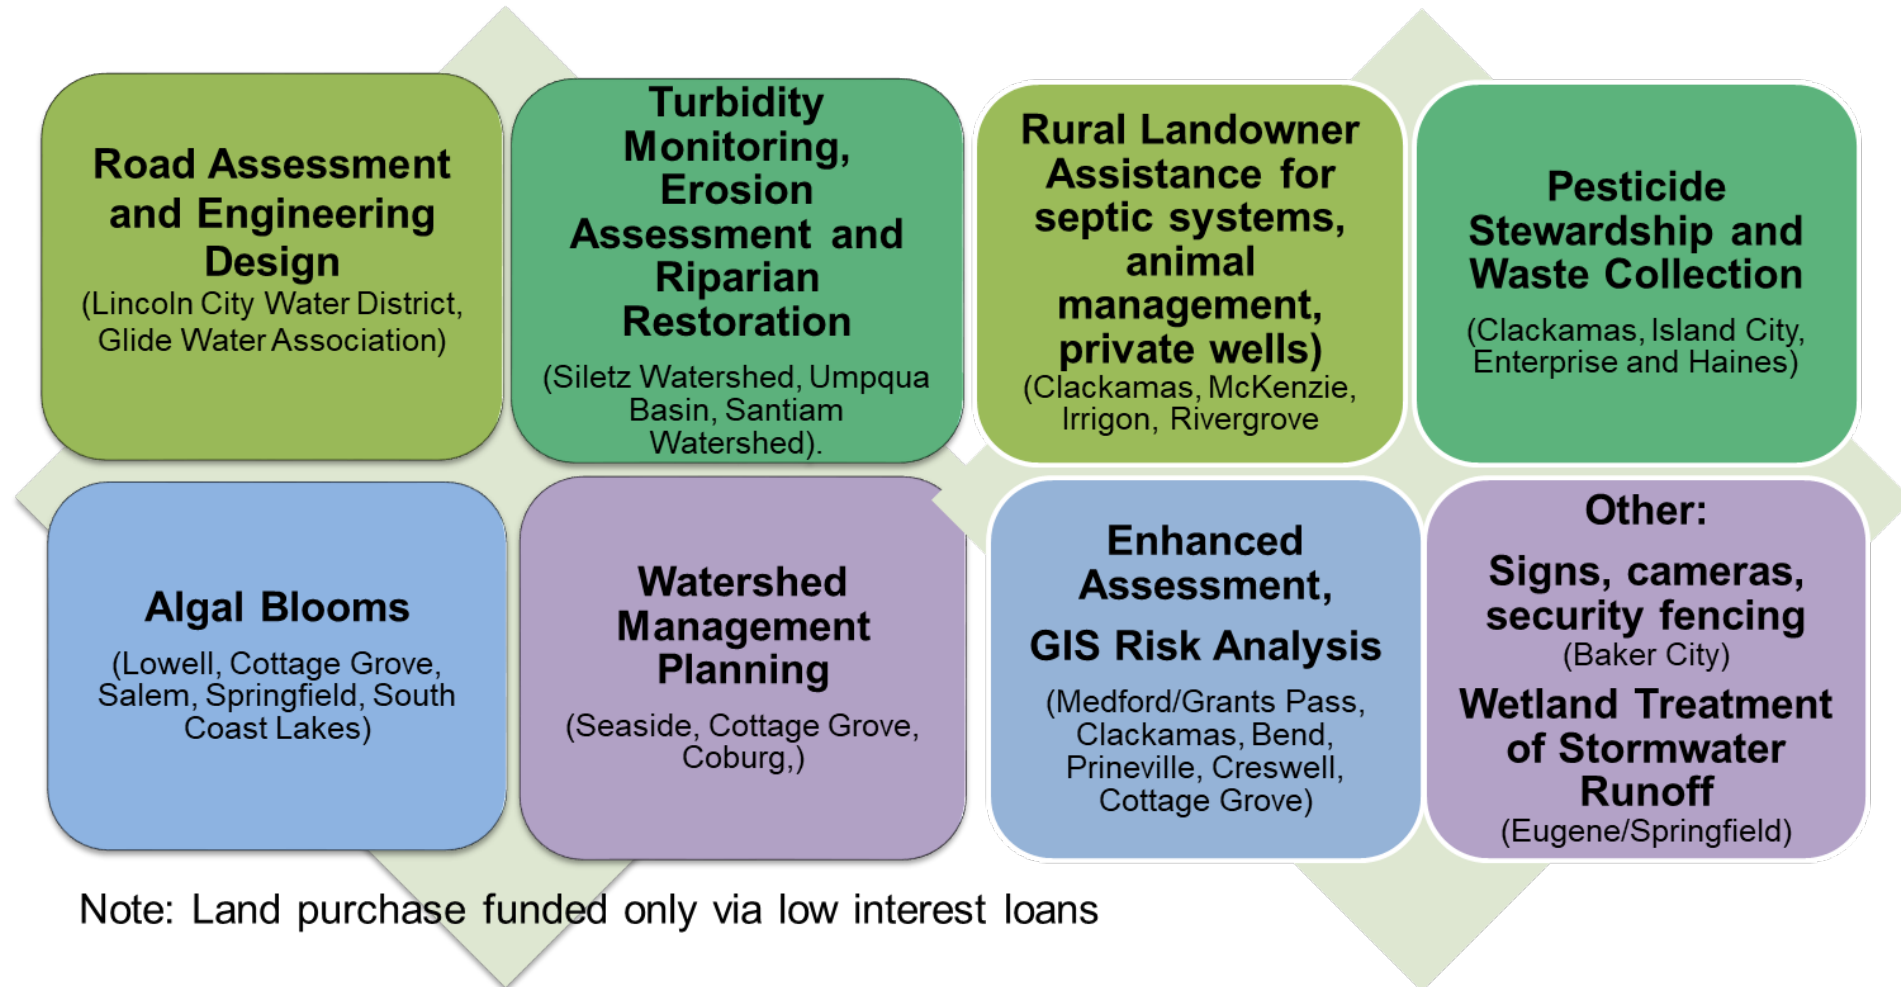 Road Assessment
and Engineering
Design
(Lincoln City Water District,
Glide Water Association)
Turbidity
Monitoring,
Erosion
Assessment and
Riparian
Restoration
(Siletz Watershed, Umpqua
Basin, Santiam
Watershed).
Rural Landowner
Assistance for
septic systems,
animal
management,
private wells)
(Clackamas, McKenzie,
Irrigon, Rivergrove
Pesticide
Stewardship and
Waste Collection
(Clackamas, Island City,
Enterprise and Haines)
Algal Blooms
(Lowell, Cottage Grove,
Salem, Springfield, South
Coast Lakes)
Watershed
Management
Planning
(Seaside, Cottage Grove,
Coburg,)
Enhanced
Assessment,
GIS Risk Analysis
(Medford/Grants Pass,
Clackamas, Bend,
Prineville, Creswell,
Cottage Grove)
Other:
Signs, cameras,
security fencing
(Baker City)
Wetland Treatment
of Stormwater
Runoff
(Eugene/Springfield)
Note: Land purchase funded only via low interest loans